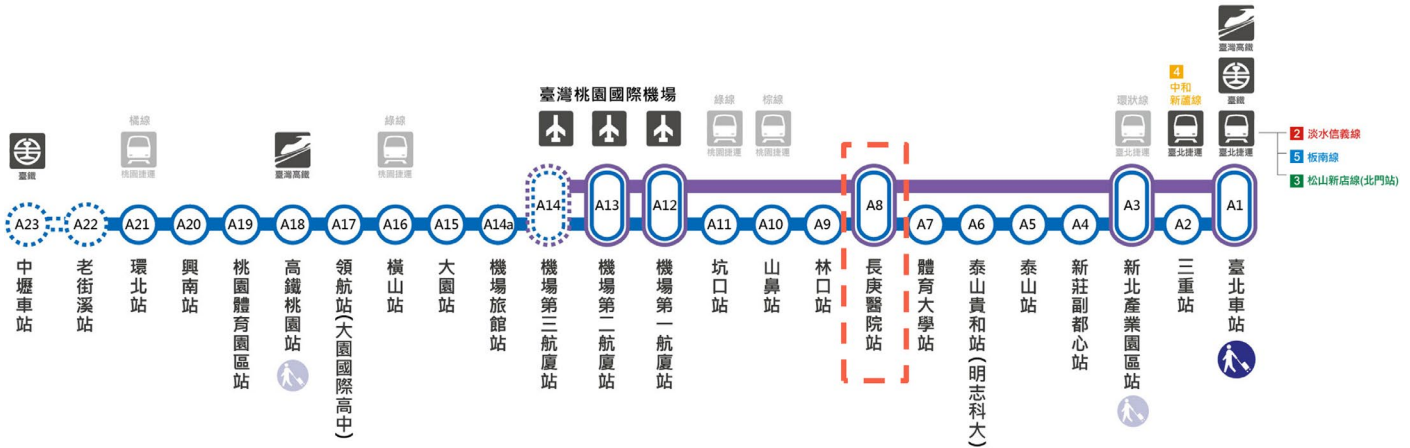 臺灣高鐵
4
中和
新蘆線
臺灣桃園國際機場
橘線
綠線
綠線
棕線
環狀線
臺鐵
臺鐵
桃園捷運
臺灣高鐵
桃園捷運
桃園捷運
桃園捷運
臺北捷運
臺北捷運
臺北捷運
2 淡水信義線
5 板南線
3 松山新店線(北門站)
A23
A22
A21
A20
A19
A18
A17
A16
A15
A14a
A14
A13
A12
A11
A10
A9
A8
A7
A6
A5
A4
A3
A2
A1
中壢車站
老街溪站
環北站
興南站
桃園體育園區站
高鐵桃園站
領航站(大園國際高中)
橫山站
大園站
機場旅館站
機場第三航廈站
機場第二航廈站
機場第一航廈站
坑口站
山鼻站
林口站
長庚醫院站
體育大學站
泰山貴和站(明志科大)
泰山站
新莊副都心站
新北產業園區站
三重站
臺北車站